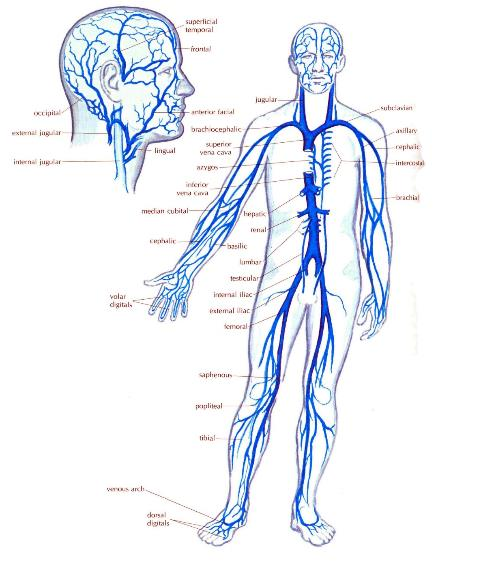 superficial
temporal
frontal
occipital
anterior facial
external jugular
lingual
internal jugular
jugular
subclavian
brachiocephalic
axillary
superior
vena cava
cephalic
azygos
intercostal
inferior
vena cava
brachial
median cubital
hepatic
renal
cephalic
basilic
lumbar
testicular
volar
digitals
internal iliac
external iliac
femoral
saphenous
popliteal
tibial
venous arch
dorsal
digitals